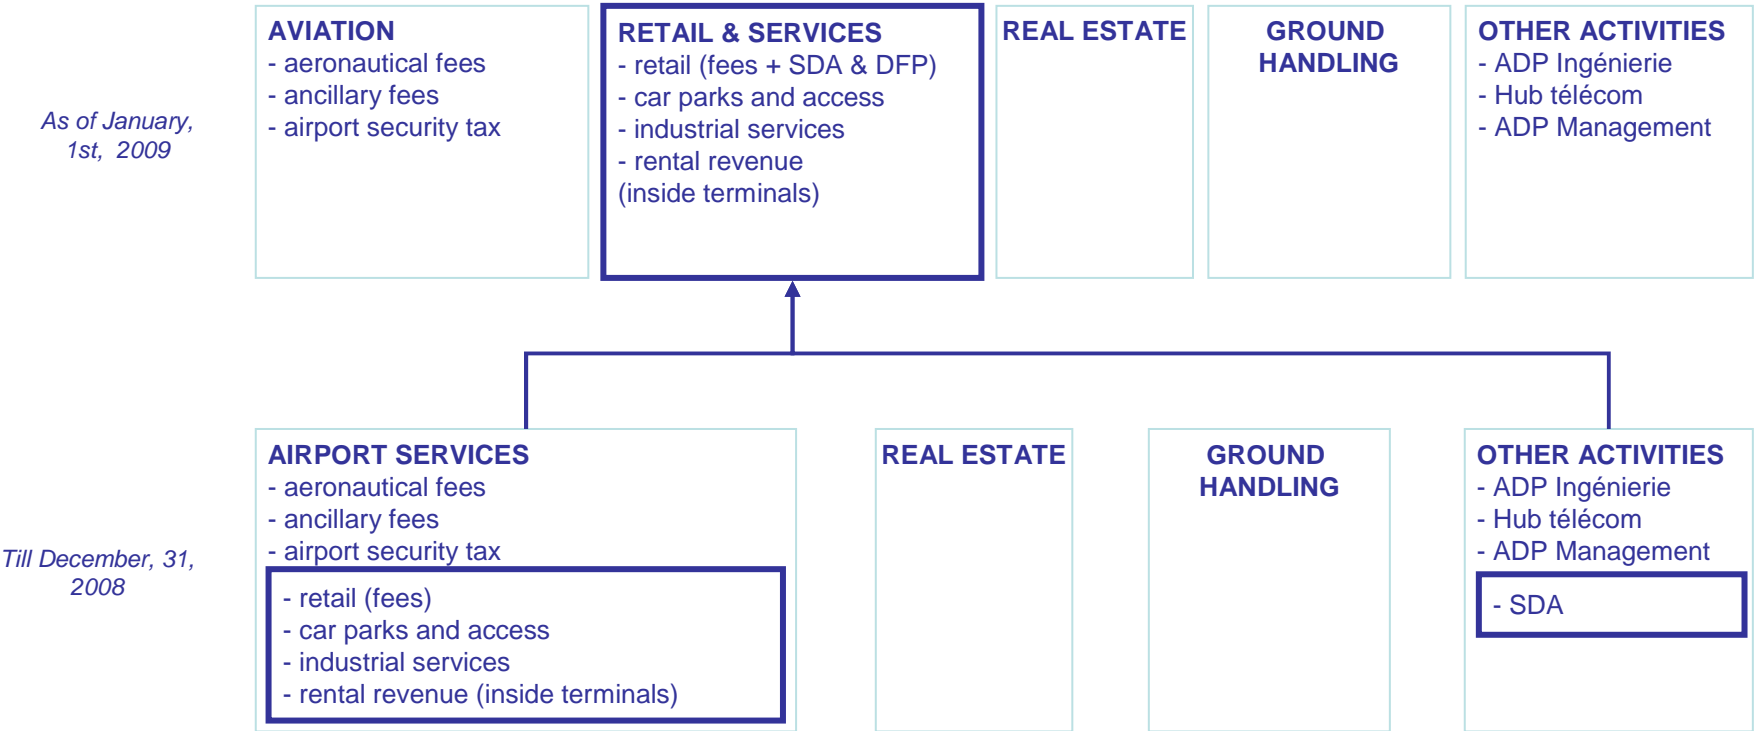 As of January,
1st, 2009
AVIATION
- aeronautical fees
- ancillary fees
- airport security tax
RETAIL & SERVICES
- retail (fees + SDA & DFP)
- car parks and access
- industrial services
- rental revenue
(inside terminals)
REAL ESTATE
GROUND
HANDLING
OTHER ACTIVITIES
- ADP Ingénierie
- Hub télécom
- ADP Management
Till December, 31,
2008
AIRPORT SERVICES
- aeronautical fees
- ancillary fees
- airport security tax
- retail (fees)
- car parks and access
- industrial services
- rental revenue (inside terminals)
REAL ESTATE
GROUND
HANDLING
OTHER ACTIVITIES
- ADP Ingénierie
- Hub télécom
- ADP Management
- SDA